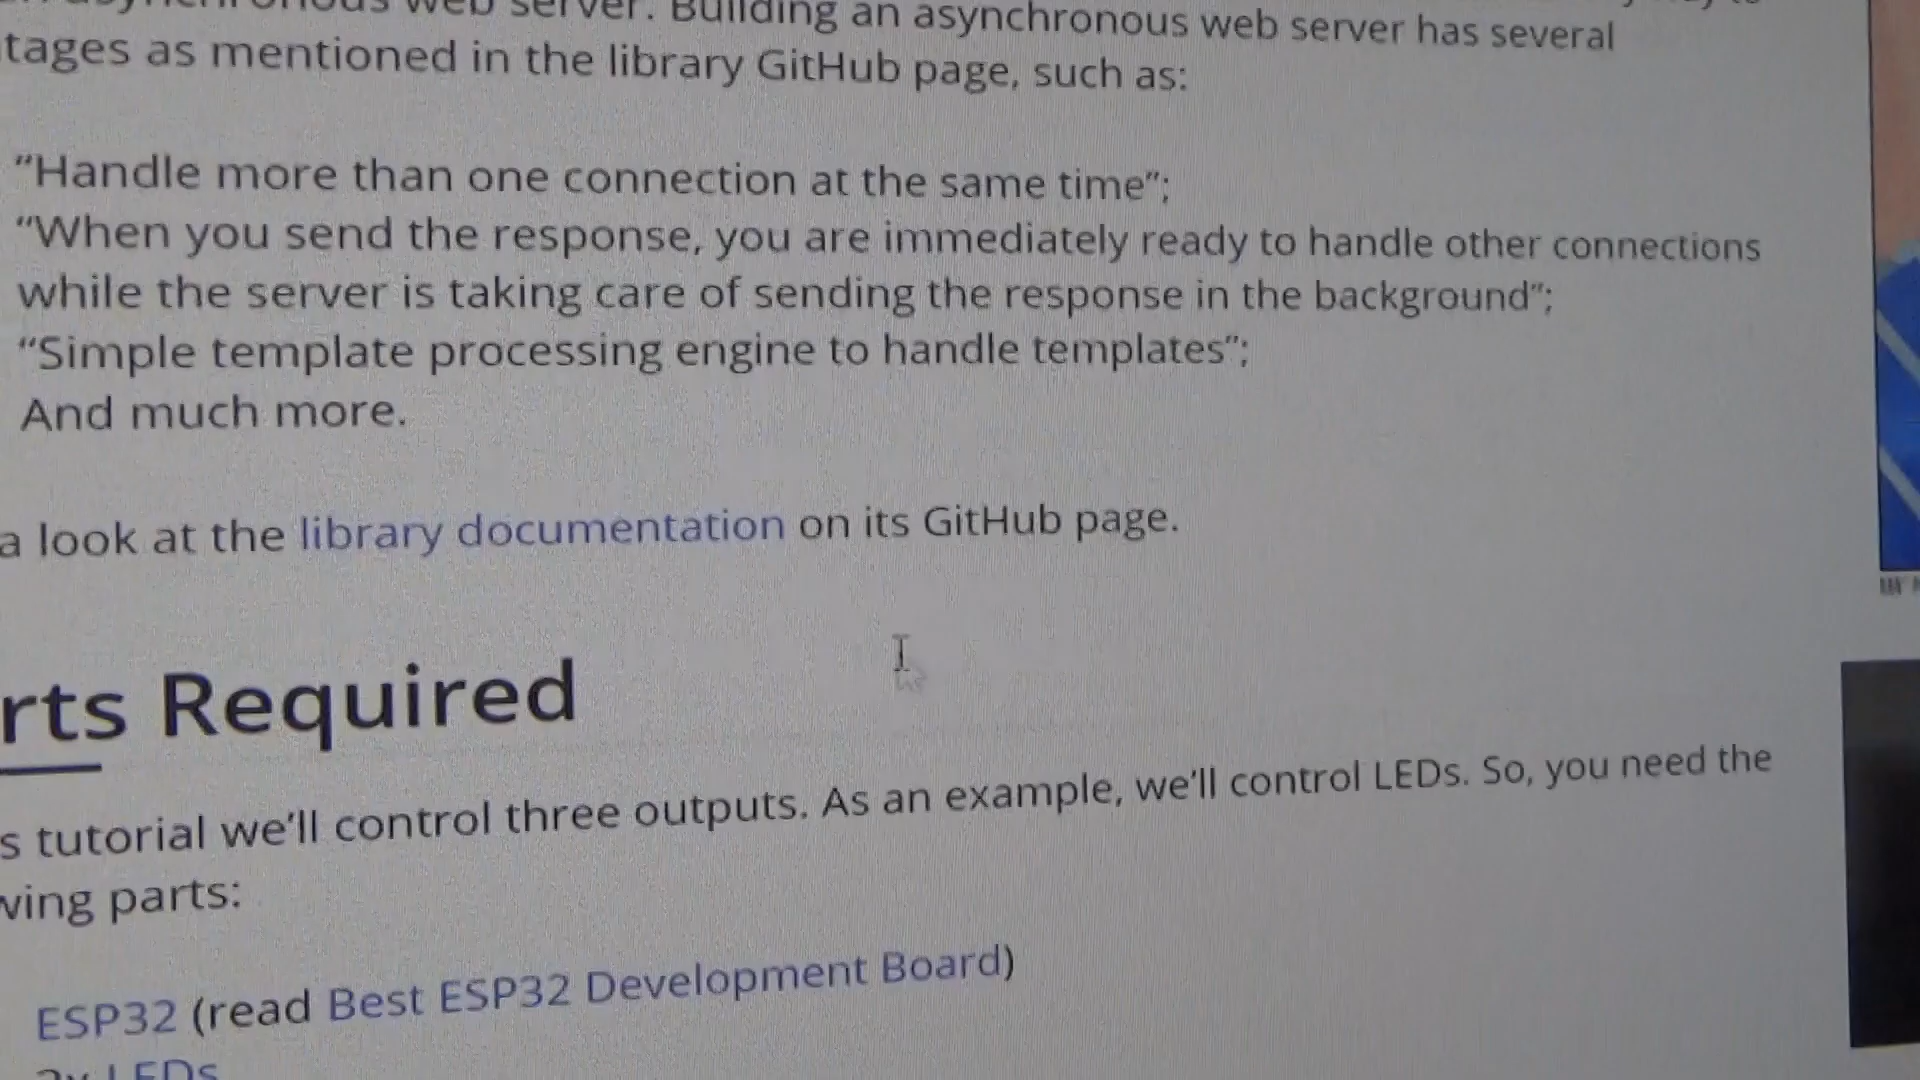 web server. Building an asynchronous web server has several
tages as mentioned in the library GitHub page, such as:
“Handle more than one connection at the same time”;
“When you send the response, you are immediately ready to handle other connections
while the server is taking care of sending the response in the background”;
“Simple template processing engine to handle templates”;
And much more.
a look at the library documentation on its GitHub page.
rts Required
s tutorial we’ll control three outputs. As an example, we’ll control LEDs. So, you need the
wing parts:
ESP32 (read Best ESP32 Development Board)
LEDs